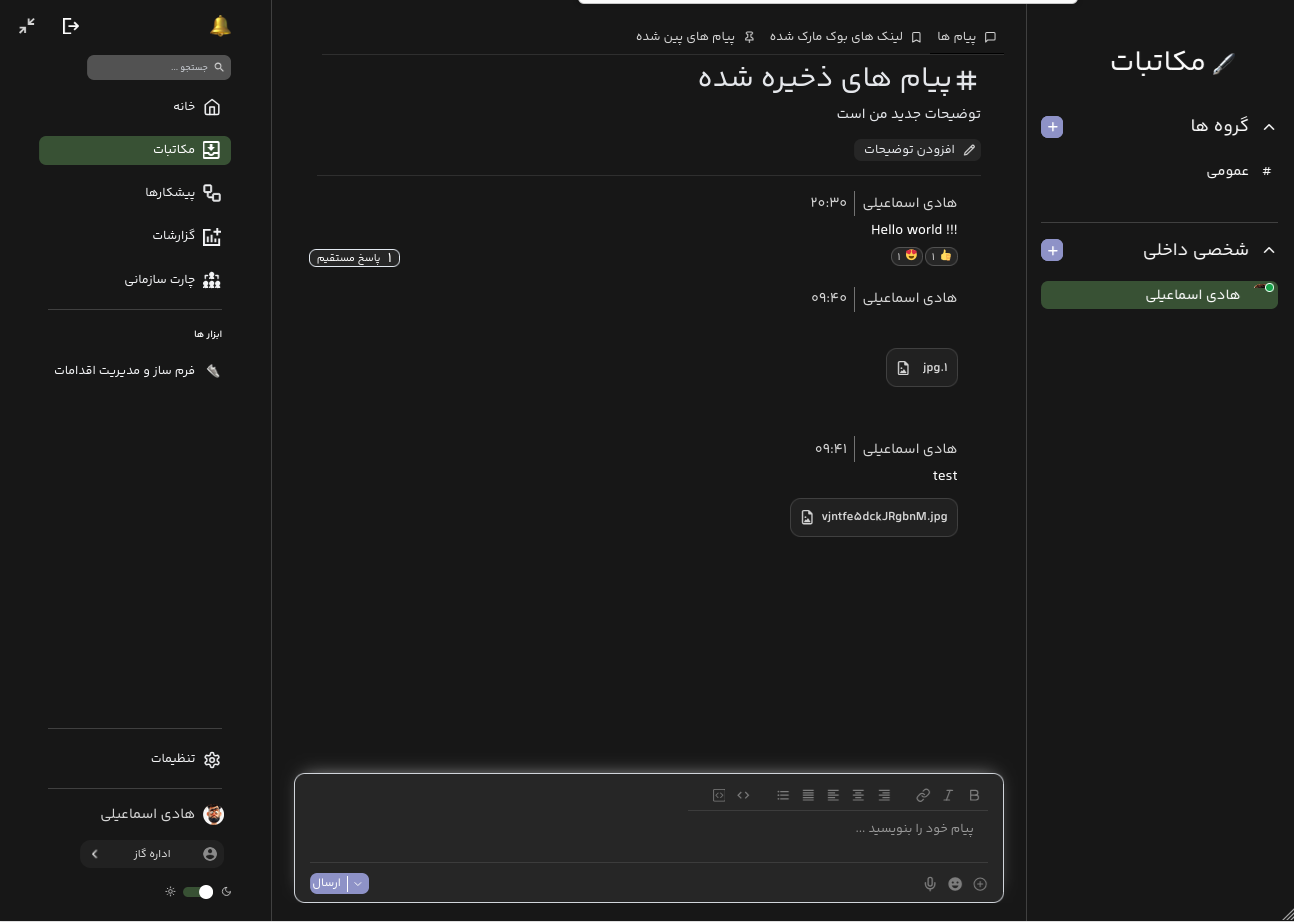 مکاتبات
گروه ها
# عمومی
شخصی داخلی
هادی اسماعیلی
پیام ها
لینک های بوک مارک شده
پیام های پین شده
#پیام های ذخیره شده
توضیحات جدید من است
افزودن توضیحات
هادی اسماعیلی ۲۰:۳۰
Hello world !!!
۱ ۱
۱ پاسخ مستقیم
هادی اسماعیلی ۰۹:۴۰
۱.jpg
هادی اسماعیلی ۰۹:۴۱
test
vjntfe۵dckJRgbnM.jpg
پیام خود را بنویسید ...
ارسال
جستجو ...
خانه
مکاتبات
پیشکارها
گزارشات
چارت سازمانی
ابزار ها
فرم ساز و مدیریت اقدامات
تنظیمات
هادی اسماعیلی
اداره گاز